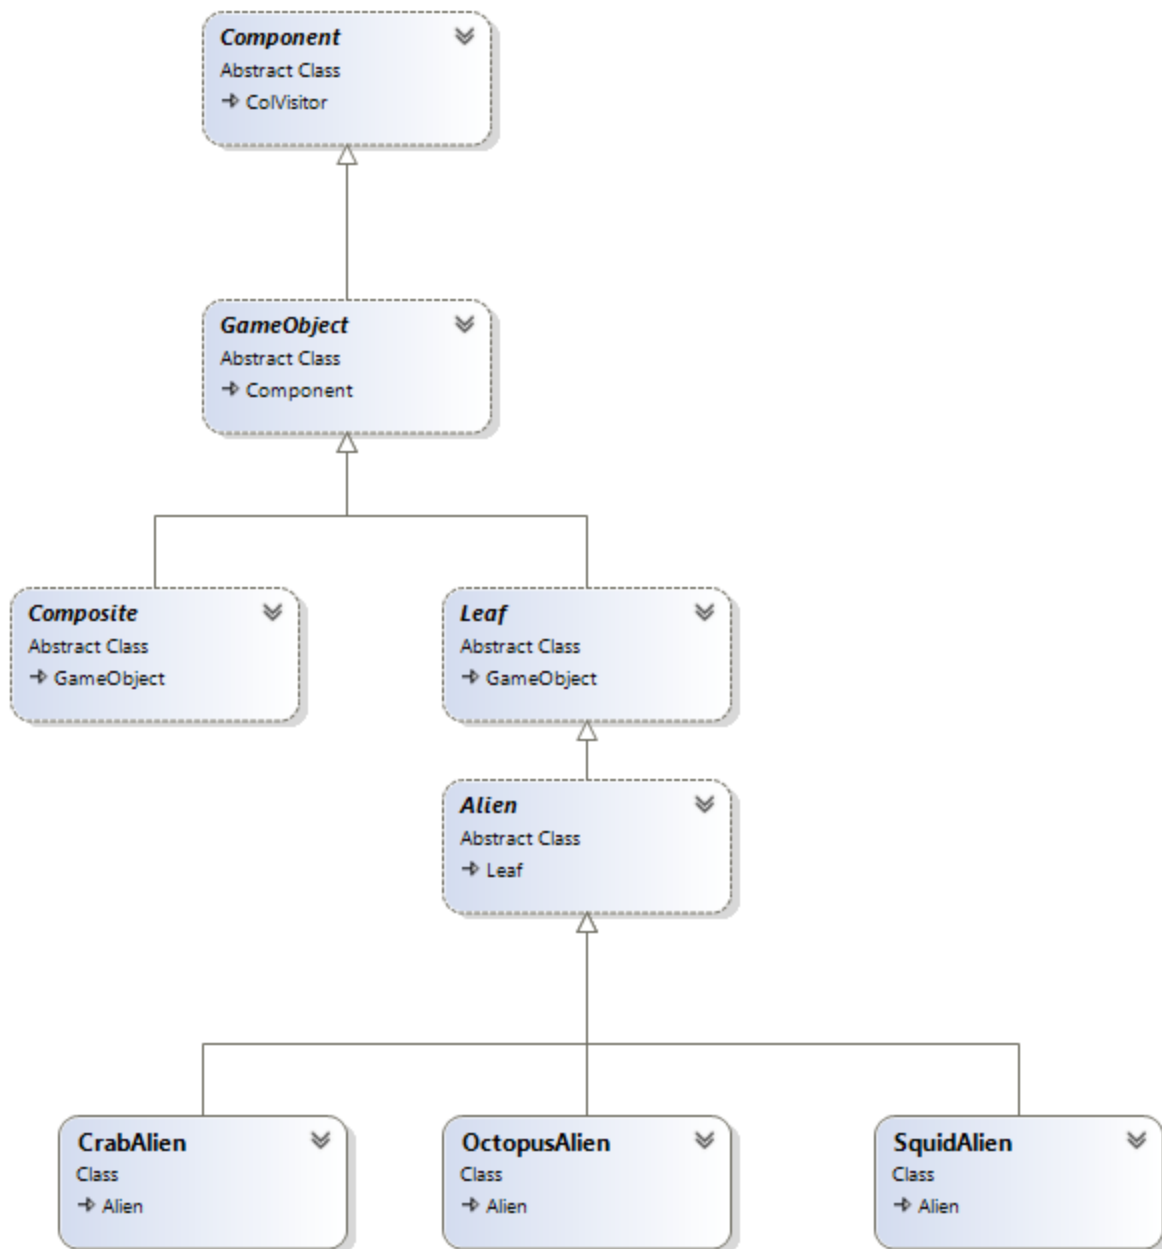 Component
Abstract Class
ColVisitor
GameObject
Abstract Class
Component
Composite
Abstract Class
GameObject
Leaf
Abstract Class
GameObject
Alien
Abstract Class
Leaf
CrabAlien
Class
Alien
OctopusAlien
Class
Alien
SquidAlien
Class
Alien